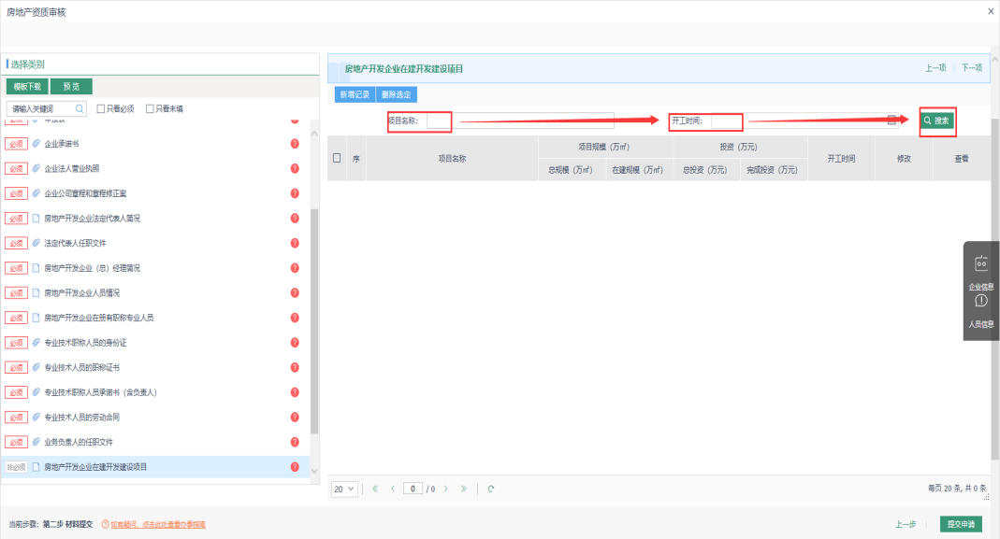 房地产资质审核
选择类别
模板下载 预 览
请输入关键词 只看必须 只看未填
必须 企业承诺书
必须 企业法人营业执照
必须 企业公司章程和章程修正案
必须 房地产开发企业法定代表人简况
必须 法定代表人任职文件
必须 房地产开发企业（总）经理简况
必须 房地产开发企业人员情况
必须 房地产开发企业在册有职称专业人员
必须 专业技术职称人员的身份证
必须 专业技术人员的职称证书
必须 专业技术职称人员承诺书（含负责人）
必须 专业技术人员的劳动合同
必须 业务负责人的任职文件
非必须 房地产开发企业在建开发建设项目
房地产开发企业在建开发建设项目 上一项 下一项
新增记录 删除选定
项目名称: 开工时间: 搜索
序 项目名称 项目规模（万㎡） 投资（万元） 开工时间 修改 查看
总规模（万㎡） 在建规模（万㎡） 总投资（万元） 完成投资（万元）
企业信息
人员信息
20 0 / 0 每页 20 条, 共 0 条
当前步骤: 第二步 材料提交 如有疑问，点击此处查看办事指南 上一步 提交申请